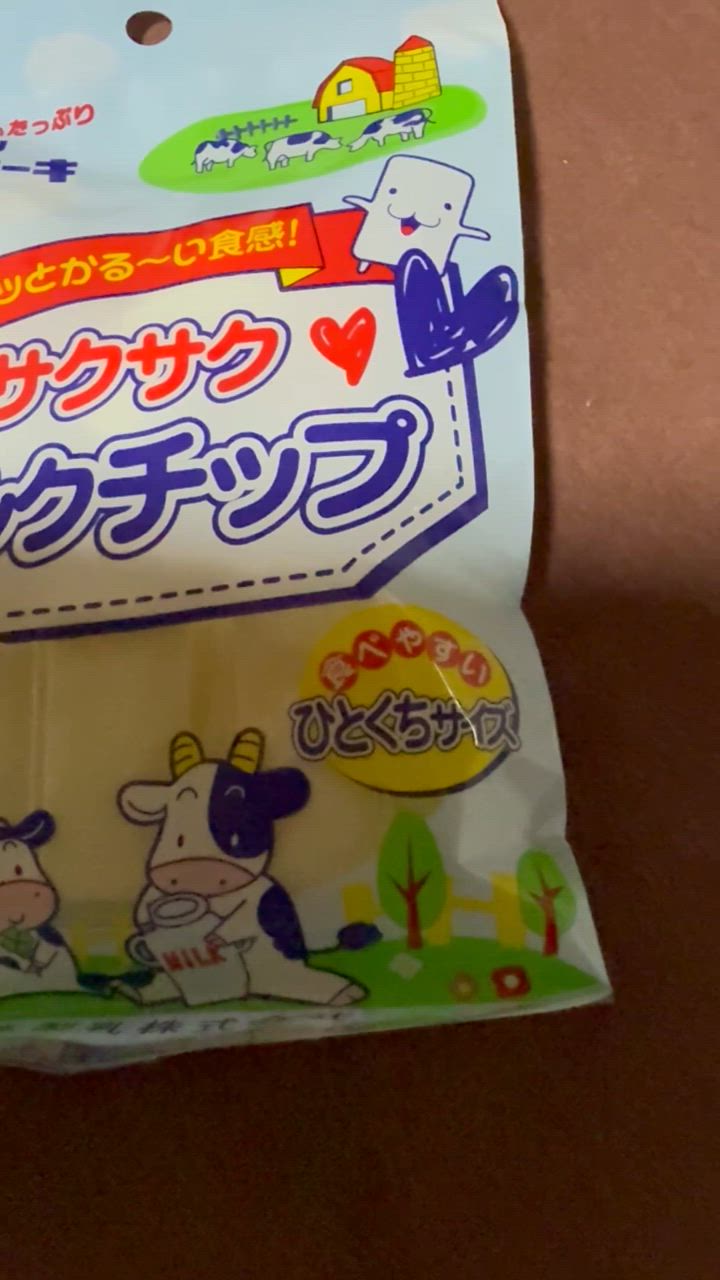 たっぷり
ーキ
ッとかる〜い食感!
サクサク
クチップ
食べやすい
ひとくちサイズ
MILK